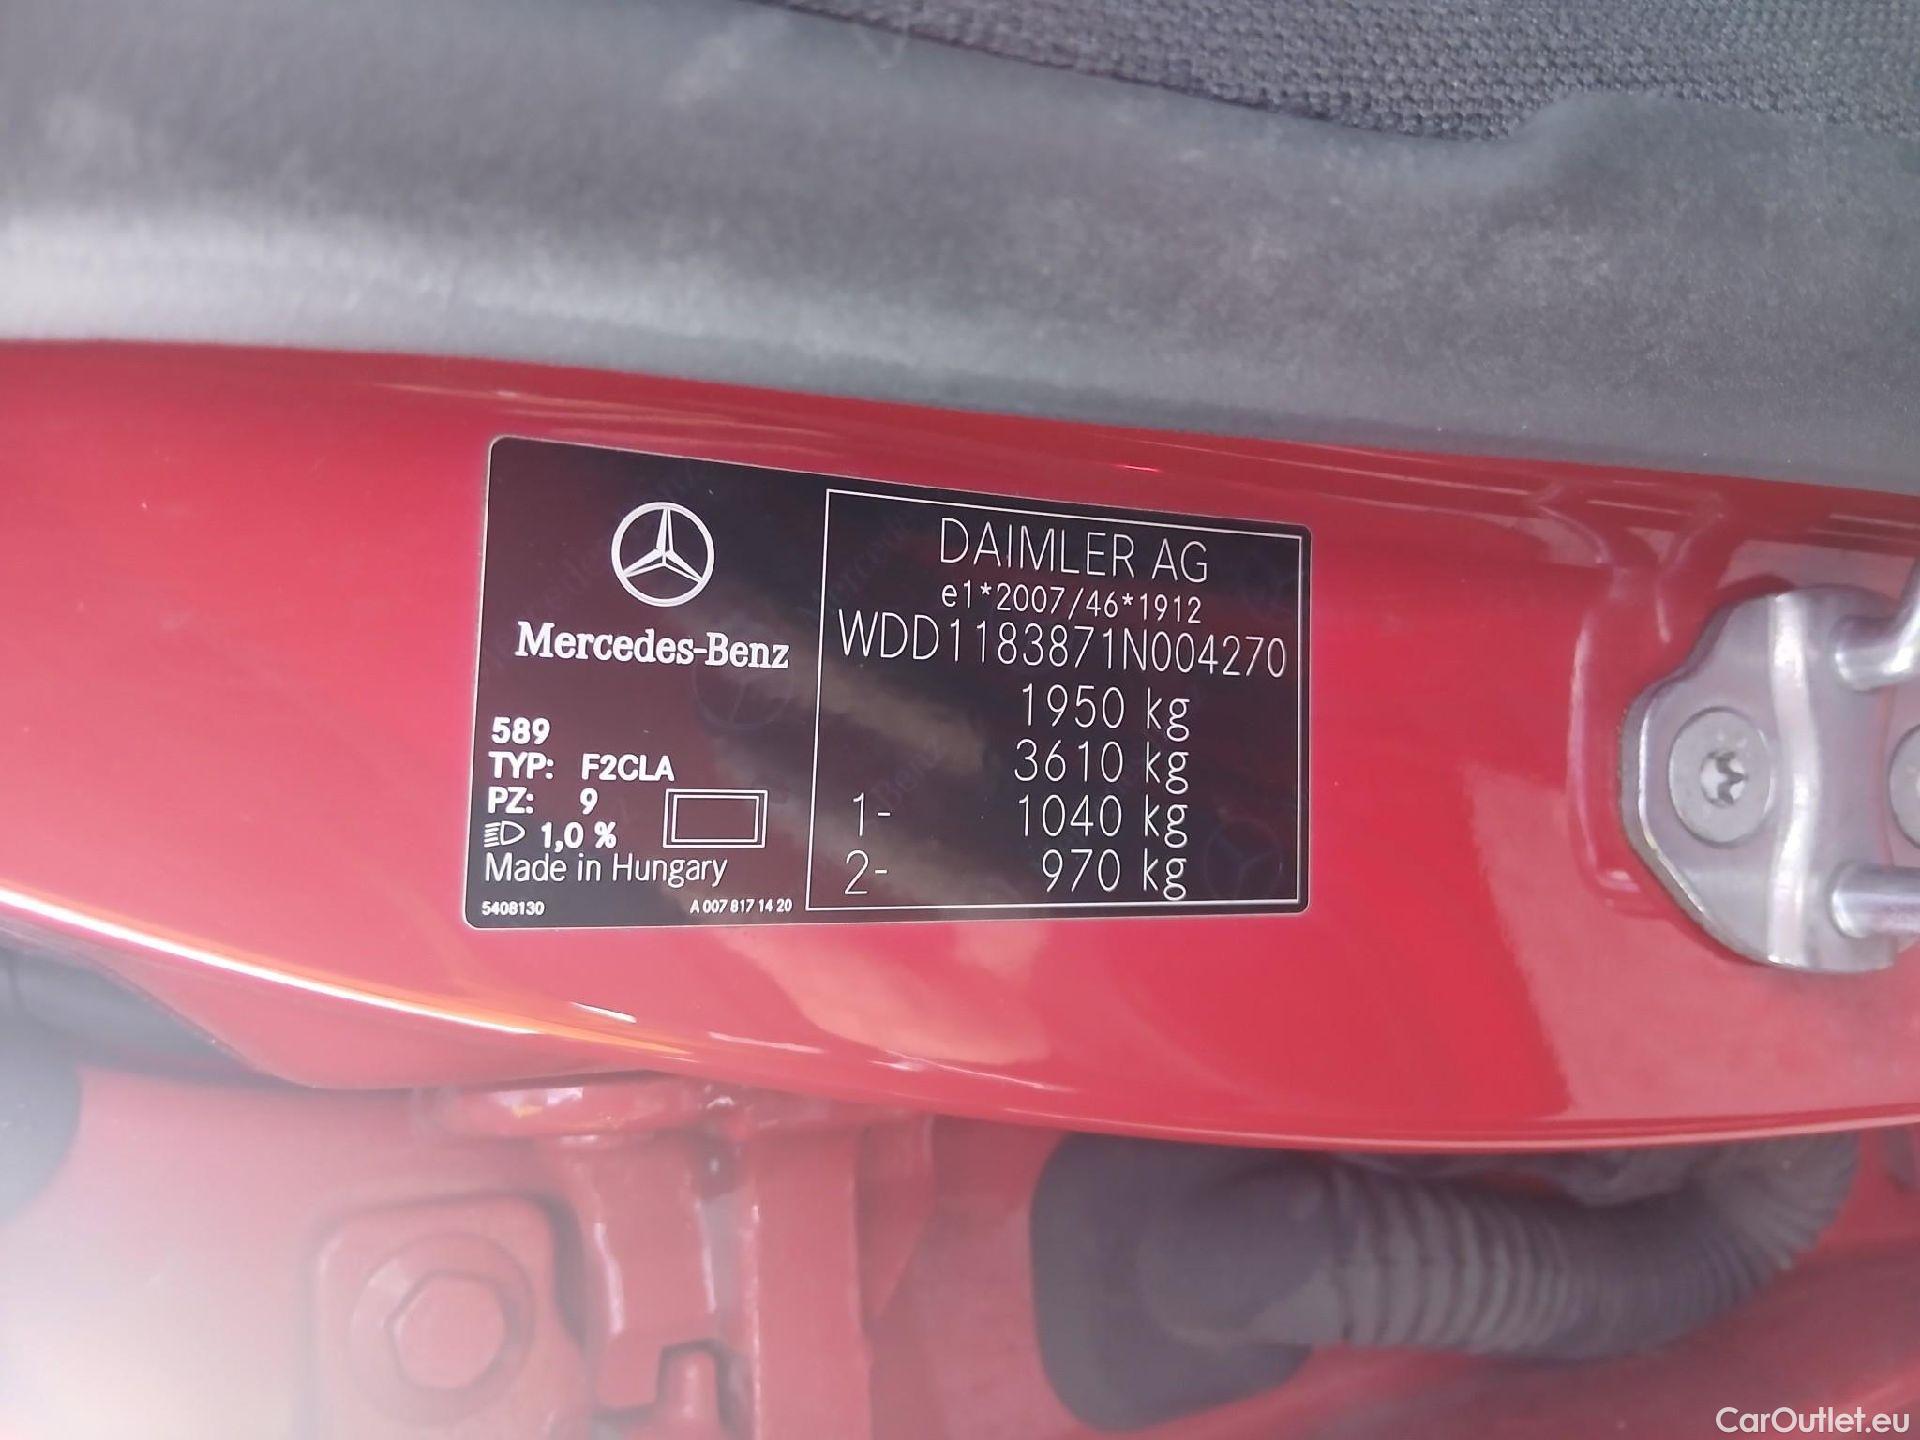 Mercedes-Benz
589
TYP: F2CLA
PZ: 9
1,0 %
Made in Hungary
5408130 A 007 817 14 20
DAIMLER AG
e1*2007/46*1912
WDD1183871N004270
1950 kg
3610 kg
1- 1040 kg
2- 970 kg
CarOutlet.eu